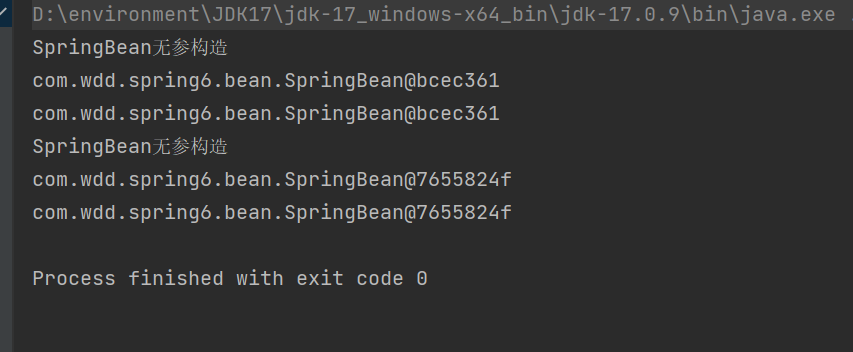 D:\environment\JDK17\jdk-17_windows-x64_bin\jdk-17.0.9\bin\java.exe .
SpringBean无参构造
com.wdd.spring6.bean.SpringBean@bcec361
com.wdd.spring6.bean.SpringBean@bcec361
SpringBean无参构造
com.wdd.spring6.bean.SpringBean@7655824f
com.wdd.spring6.bean.SpringBean@7655824f
Process finished with exit code 0